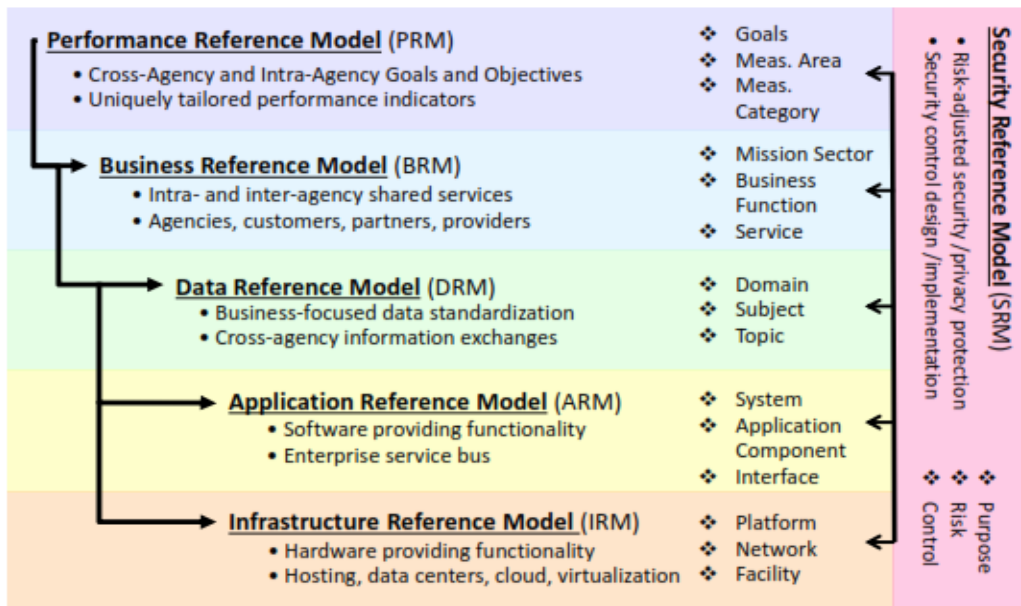 Performance Reference Model (PRM)
• Cross-Agency and Intra-Agency Goals and Objectives
• Uniquely tailored performance indicators
❖ Goals
❖ Meas. Area
❖ Meas.
Category
Business Reference Model (BRM)
• Intra- and inter-agency shared services
• Agencies, customers, partners, providers
❖ Mission Sector
❖ Business
Function
❖ Service
Data Reference Model (DRM)
• Business-focused data standardization
• Cross-agency information exchanges
❖ Domain
❖ Subject
❖ Topic
Application Reference Model (ARM)
• Software providing functionality
• Enterprise service bus
❖ System
❖ Application
Component
❖ Interface
Infrastructure Reference Model (IRM)
• Hardware providing functionality
• Hosting, data centers, cloud, virtualization
❖ Platform
❖ Network
❖ Facility
Security Reference Model (SRM)
• Risk-adjusted security /privacy protection
• Security control design /implementation
❖ Purpose
❖ Risk
❖ Control